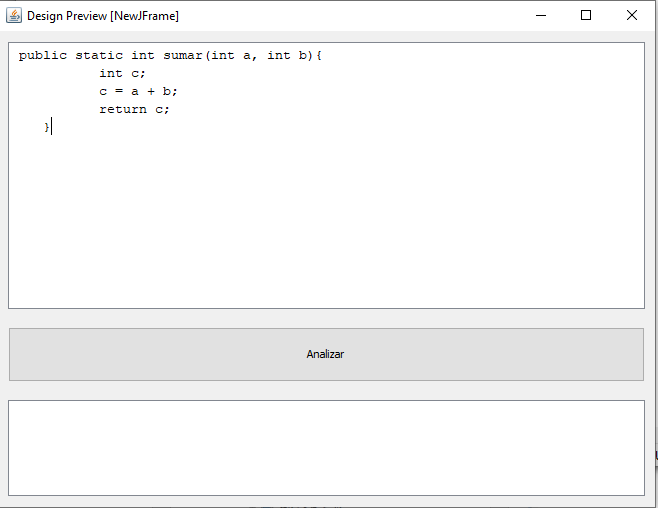 Design Preview [NewJFrame]
public static int sumar(int a, int b){
int c;
c = a + b;
return c;
}
Analizar